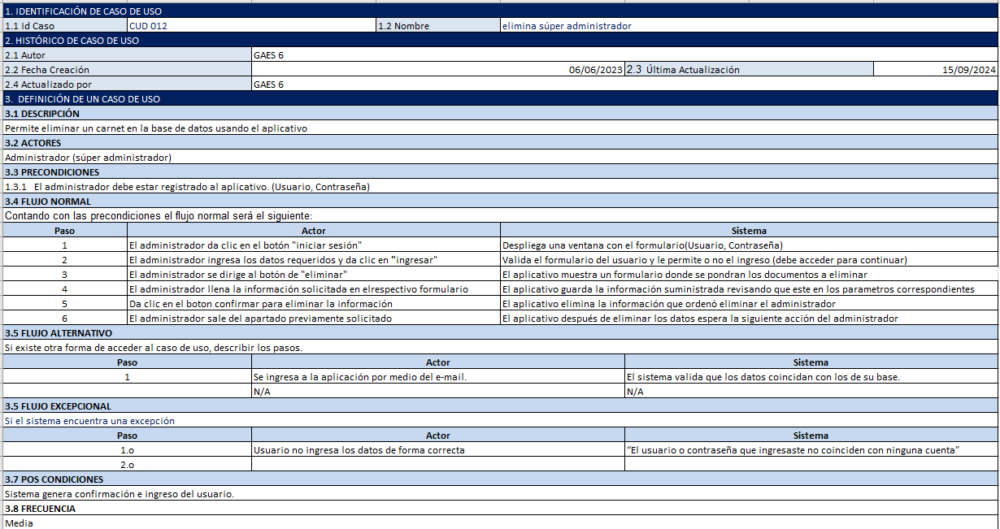 1. IDENTIFICACIÓN DE CASO DE USO
1.1 Id Caso CUD 012 1.2 Nombre elimina súper administrador
2. HISTÓRICO DE CASO DE USO
2.1 Autor GAES 6
2.2 Fecha Creación 06/06/2023 2.3 Última Actualización 15/09/2024
2.4 Actualizado por GAES 6
3. DEFINICIÓN DE UN CASO DE USO
3.1 DESCRIPCIÓN
Permite eliminar un carnet en la base de datos usando el aplicativo
3.2 ACTORES
Administrador (súper administrador)
3.3 PRECONDICIONES
1.3.1 El administrador debe estar registrado al aplicativo. (Usuario, Contraseña)
3.4 FLUJO NORMAL
Contando con las precondiciones el flujo normal será el siguiente:
Paso Actor Sistema
1 El administrador da clic en el botón "iniciar sesión" Despliega una ventana con el formulario(Usuario, Contraseña)
2 El administrador ingresa los datos requeridos y da clic en "ingresar" Valida el formulario del usuario y le permite o no el ingreso (debe acceder para continuar)
3 El administrador se dirige al botón de "eliminar" El aplicativo muestra un formulario donde se pondran los documentos a eliminar
4 El administrador llena la información solicitada en elrespectivo formulario El aplicativo guarda la información suministrada revisando que este en los parametros correspondientes
5 Da clic en el boton confirmar para eliminar la información El aplicativo elimina la información que ordenó eliminar el administrador
6 El administrador sale del apartado previamente solicitado El aplicativo después de eliminar los datos espera la siguiente acción del administrador
3.5 FLUJO ALTERNATIVO
Si existe otra forma de acceder al caso de uso, describir los pasos.
Paso Actor Sistema
1 Se ingresa a la aplicación por medio del e-mail. El sistema valida que los datos coincidan con los de su base.
N/A N/A
3.5 FLUJO EXCEPCIONAL
Si el sistema encuentra una excepción
Paso Actor Sistema
1.o Usuario no ingresa los datos de forma correcta “El usuario o contraseña que ingresaste no coinciden con ninguna cuenta”
2.o
3.7 POS CONDICIONES
Sistema genera confirmación e ingreso del usuario.
3.8 FRECUENCIA
Media